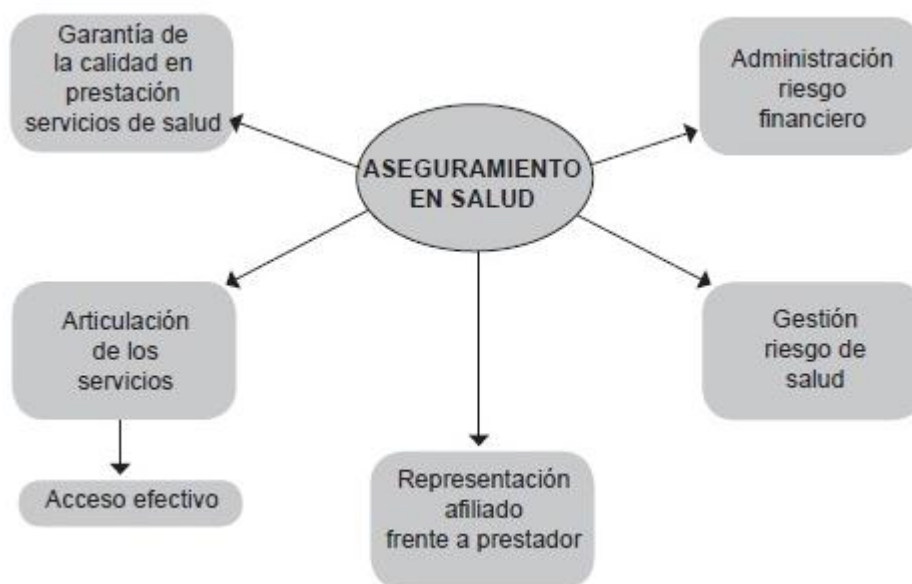 Garantía de
la calidad en
prestación
servicios de salud
Administración
riesgo
financiero
ASEGURAMIENTO
EN SALUD
Articulación
de los
servicios
Gestión
riesgo de
salud
Acceso efectivo
Representación
afiliado
frente a prestador